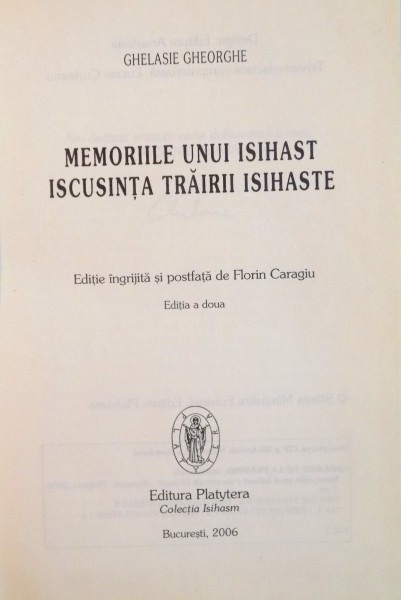 GHELASIE GHEORGHE
MEMORIILE UNUI ISIHAST
ISCUSINȚA TRĂIRII ISIHASTE
Ediție îngrijită și postfață de Florin Caragiu
Ediția a doua
Editura Platytera
Colecția Isihasm
București, 2006